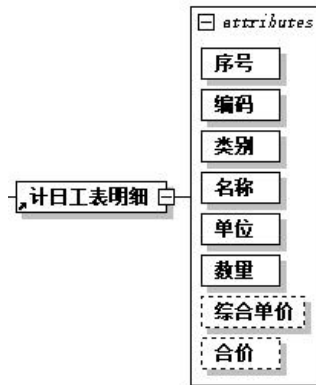 attributes
序号
编码
类别
名称
计日工表明细
单位
数量
综合单价
合价